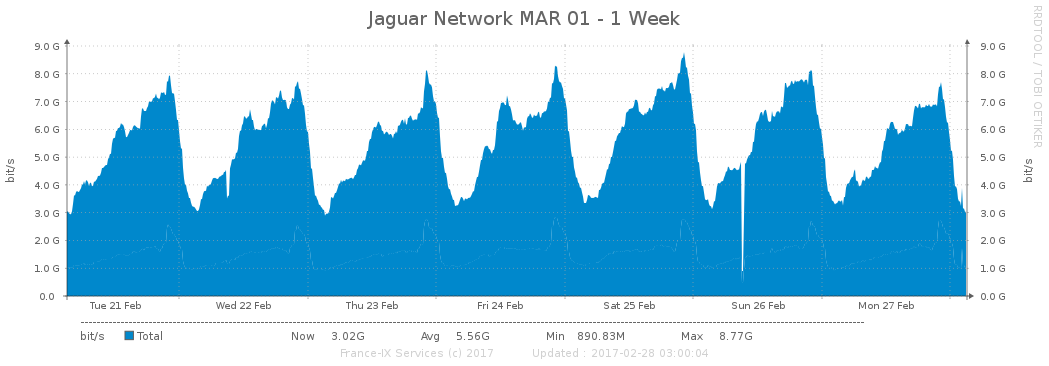 Jaguar Network MAR 01 - 1 Week
RRDTOOL / TOBI OETIKER
bit/s
9.0 G 9.0 G
8.0 G 8.0 G
7.0 G 7.0 G
6.0 G 6.0 G
5.0 G 5.0 G
4.0 G 4.0 G
3.0 G 3.0 G
2.0 G 2.0 G
1.0 G 1.0 G
0.0 0.0 G
bit/s
Tue 21 Feb Wed 22 Feb Thu 23 Feb Fri 24 Feb Sat 25 Feb Sun 26 Feb Mon 27 Feb
bit/s Total Now 3.02G Avg 5.56G Min 890.83M Max 8.77G
France-IX Services (c) 2017 Updated : 2017-02-28 03:00:04